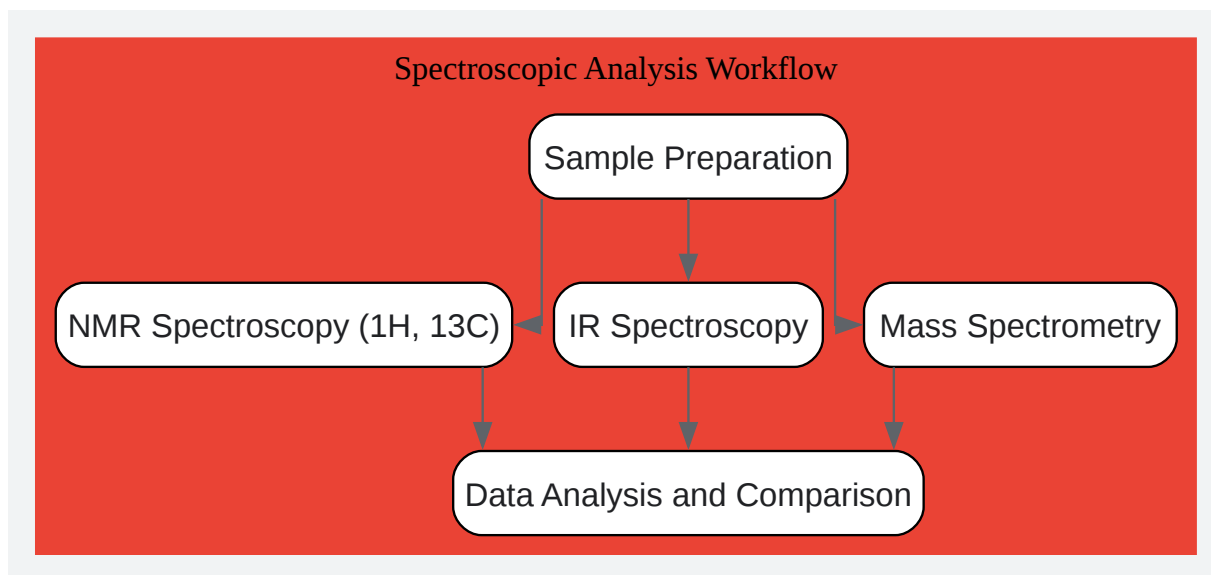 Spectroscopic Analysis Workflow
Sample Preparation
NMR Spectroscopy (1H, 13C)
IR Spectroscopy
Mass Spectrometry
Data Analysis and Comparison